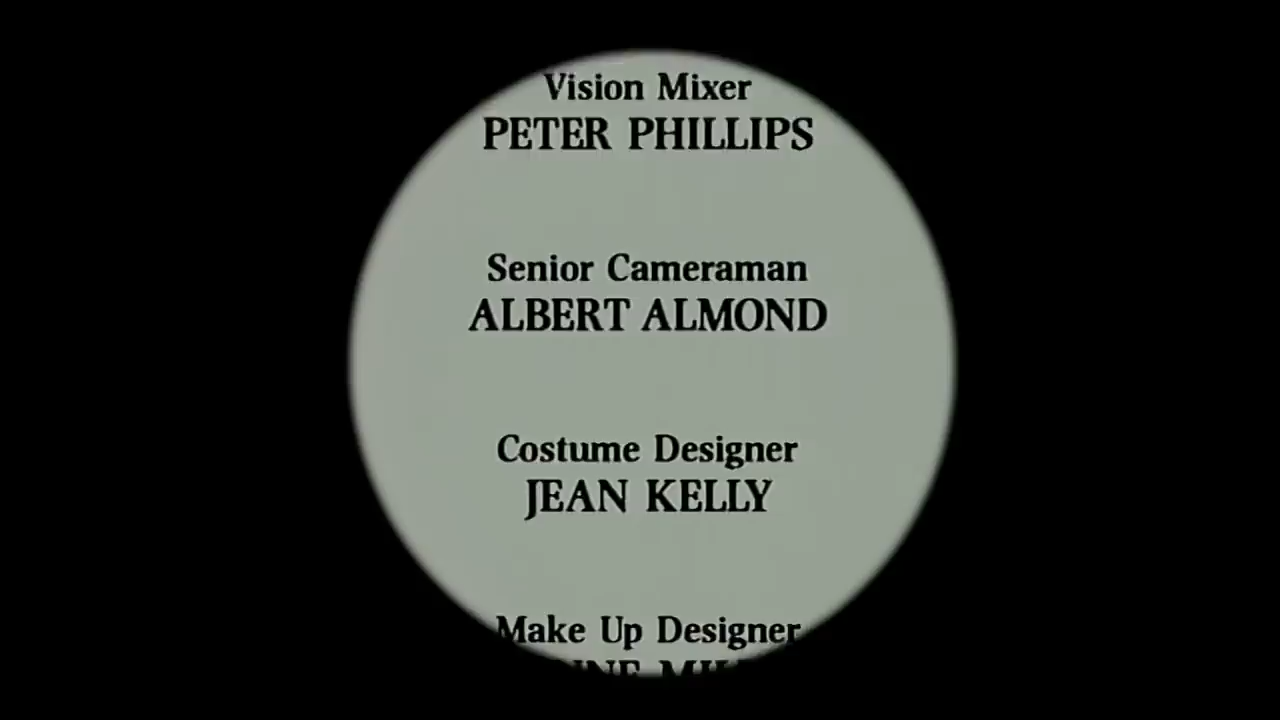 Vision Mixer
PETER PHILLIPS
Senior Cameraman
ALBERT ALMOND
Costume Designer
JEAN KELLY
Make Up Designer